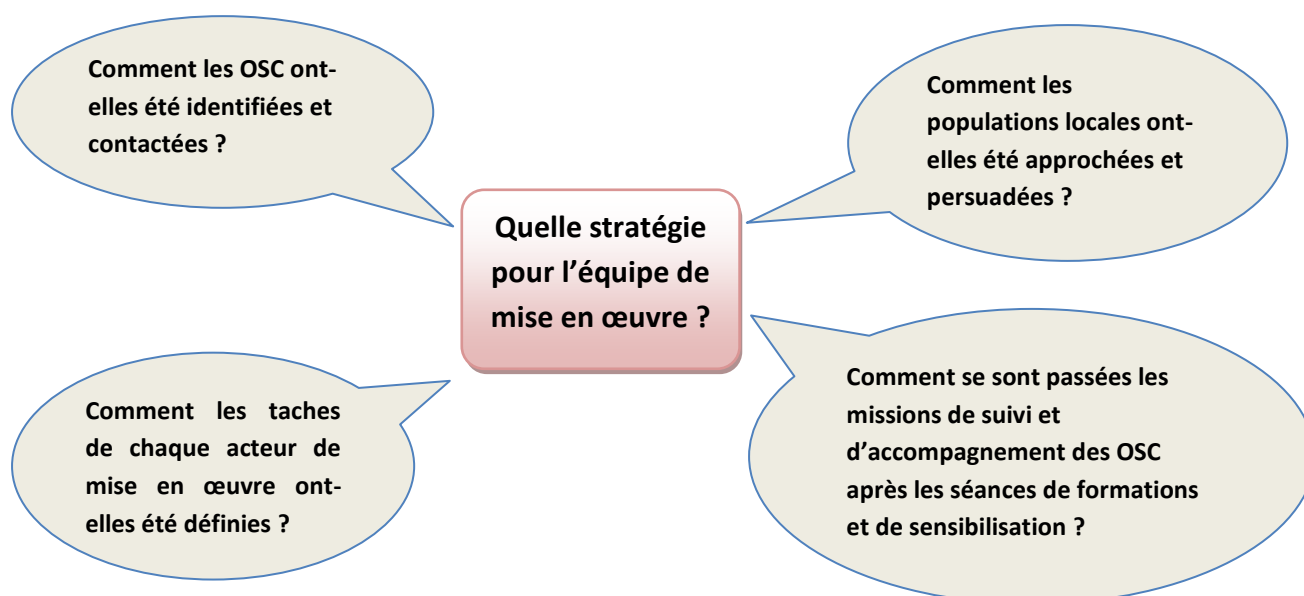 Comment les OSC ont-
elles été identifiées et
contactées ?
Comment les
populations locales ont-
elles été approchées et
persuadées ?
Quelle stratégie
pour l’équipe de
mise en œuvre ?
Comment les taches
de chaque acteur de
mise en œuvre ont-
elles été définies ?
Comment se sont passées les
missions de suivi et
d’accompagnement des OSC
après les séances de formations
et de sensibilisation ?